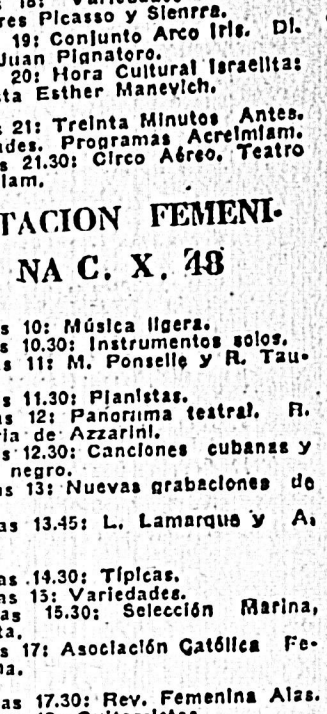 res Picasso y Sienrra.
19: Conjunto Arco Iris. Di.
Juan Pignatoro.
20: Hora Cultural Israelita:
ta Esther Manevich.
s 21: Treinta Minutos Antes.
des. Programas Acreimiam.
s 21.30: Circo Aéreo. Teatro
iam.
TACION FEMENI-
NA C. X. 48
s 10: Música ligera.
s 10.30: Instrumentos solos.
as 11: M. Ponselle y R. Tau-
s 11.30: Pianistas.
as 12: Panorama teatral. R.
ria de Azzarini.
s 12.30: Canciones cubanas y
negro.
as 13: Nuevas grabaciones de
as 13.45: L. Lamarque y A.
as 14.30: Típicas.
as 15: Variedades.
as 15.30: Selección Marina,
ta.
s 17: Asociación Católica Fe-
na.
as 17.30: Rev. Femenina Alas.